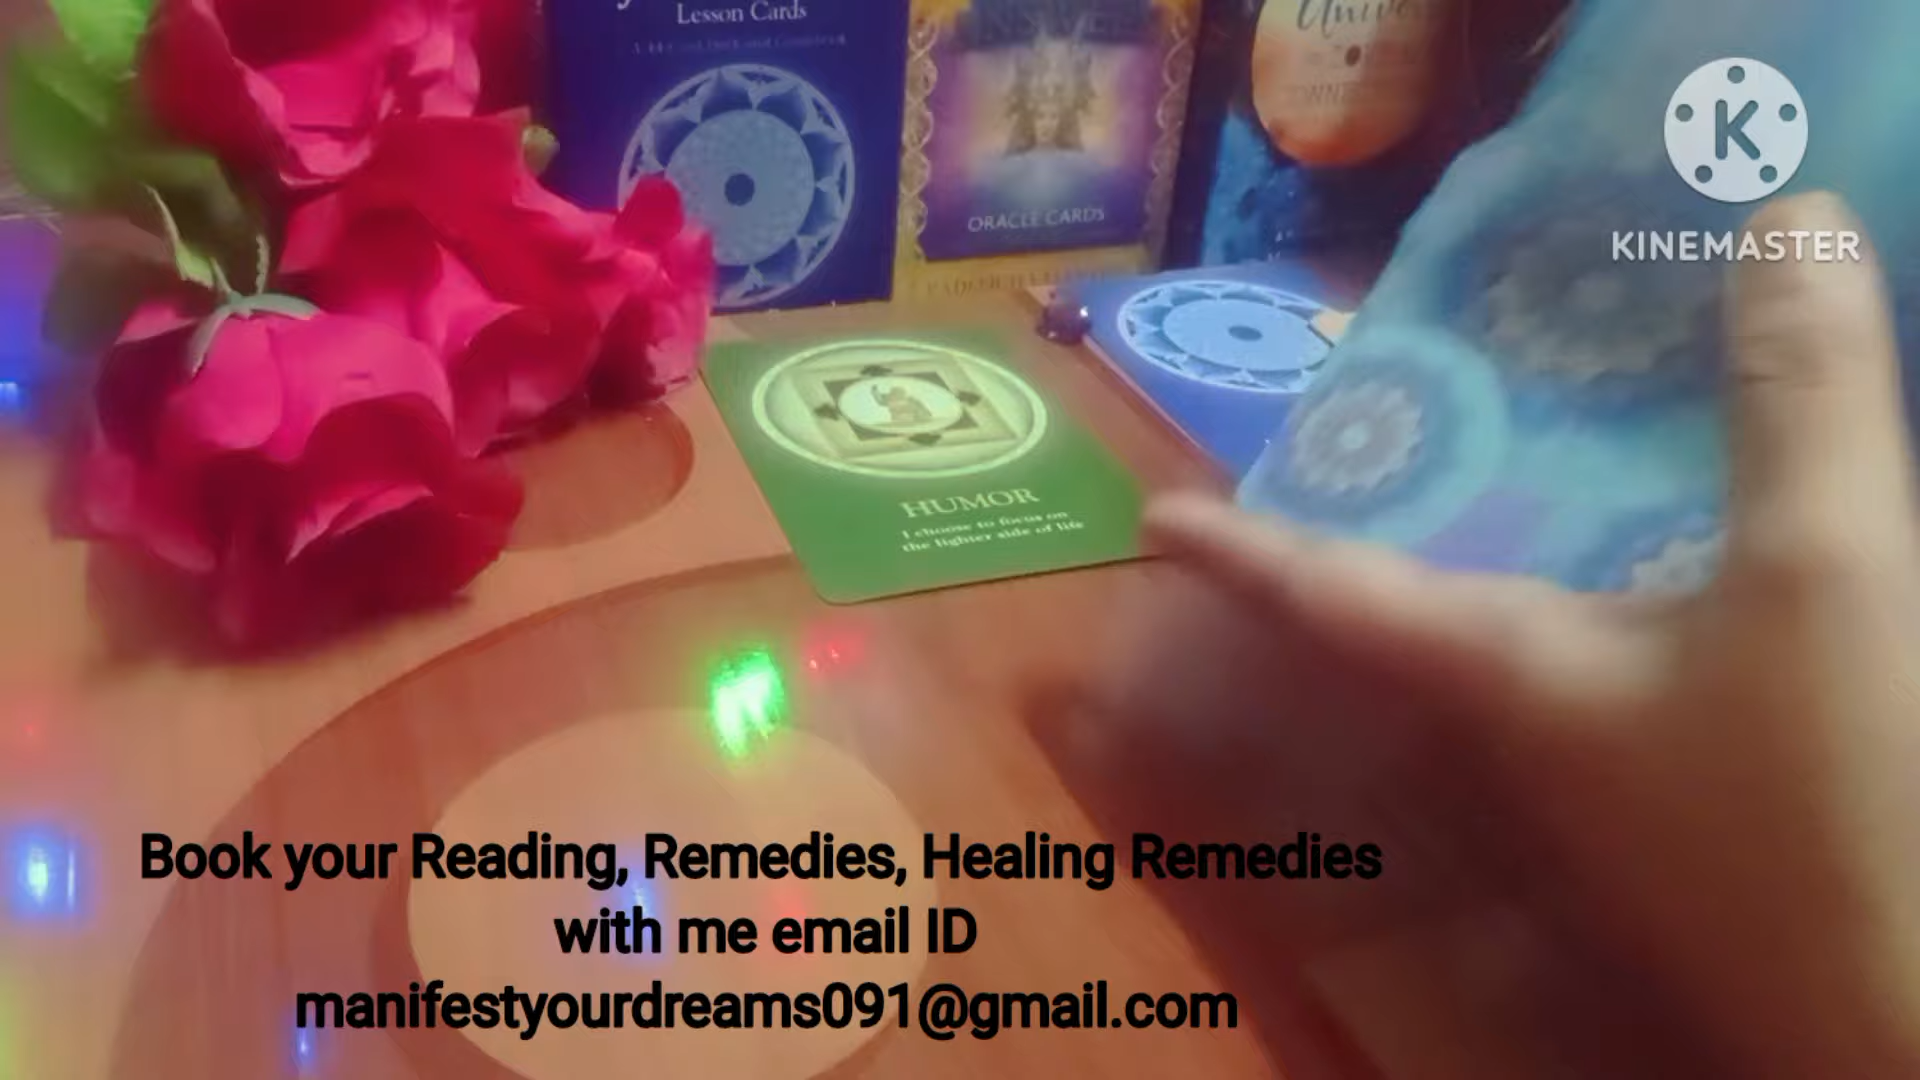 Lesson Cards
ORACLE CARDS
K
KINEMASTER
HUMOR
I choose to focus on
the lighter side of life
Book your Reading, Remedies, Healing Remedies
with me email ID
manifestyourdreams091@gmail.com